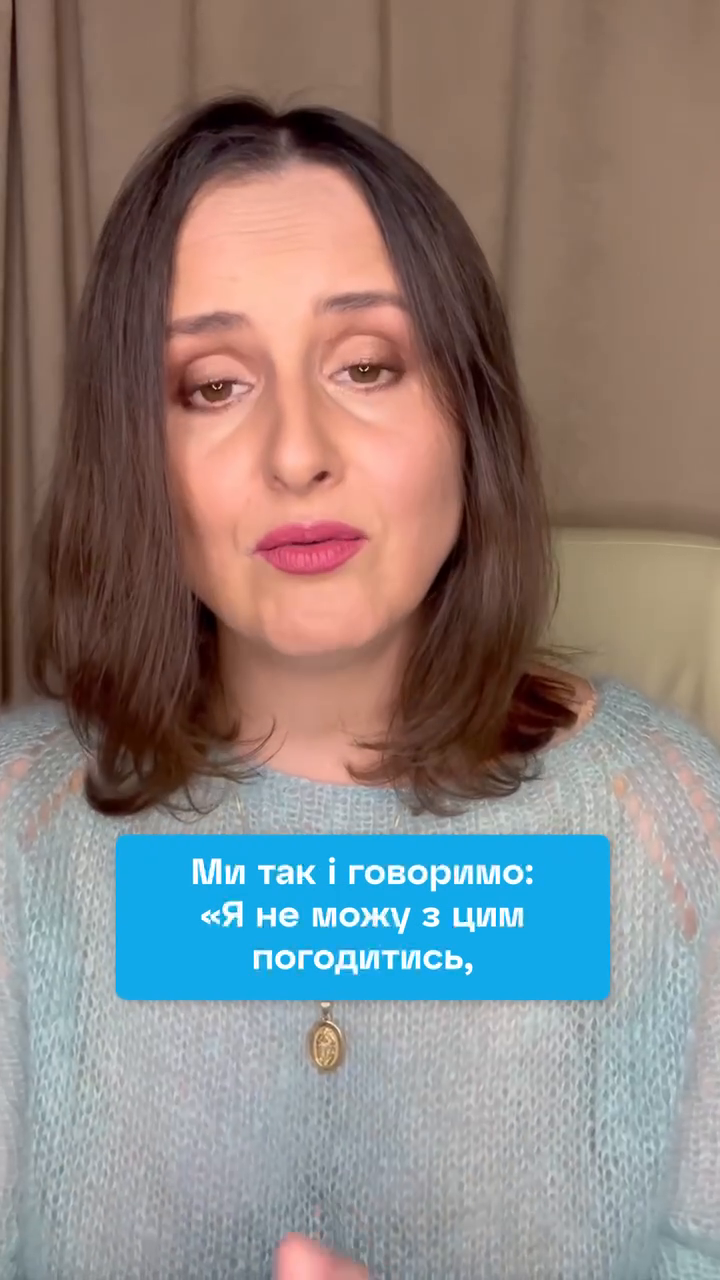 Ми так і говоримо:
«Я не можу з цим
погодитись,